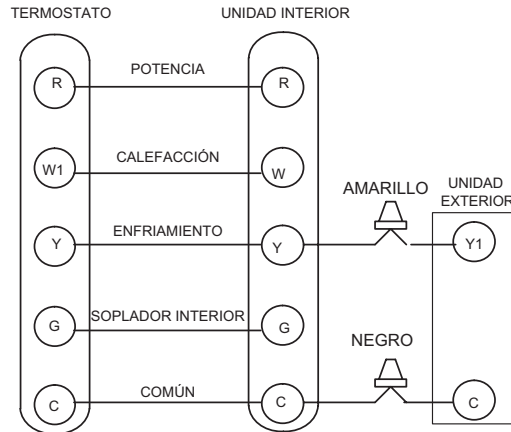 TERMOSTATO
UNIDAD INTERIOR
R
POTENCIA
R
W1
CALEFACCIÓN
W
AMARILLO
UNIDAD
EXTERIOR
Y
ENFRIAMIENTO
Y
Y1
G
SOPLADOR INTERIOR
G
NEGRO
C
COMÚN
C
C